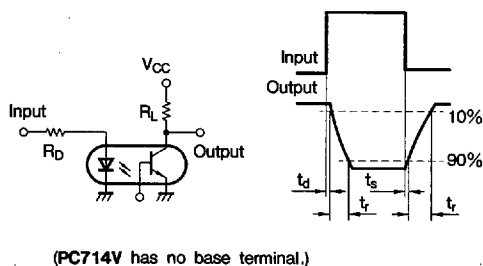 Input
Output
10%
90%
td
ts
tr
tr
VCC
RL
Input
RD
Output
(PC714V has no base terminal,)